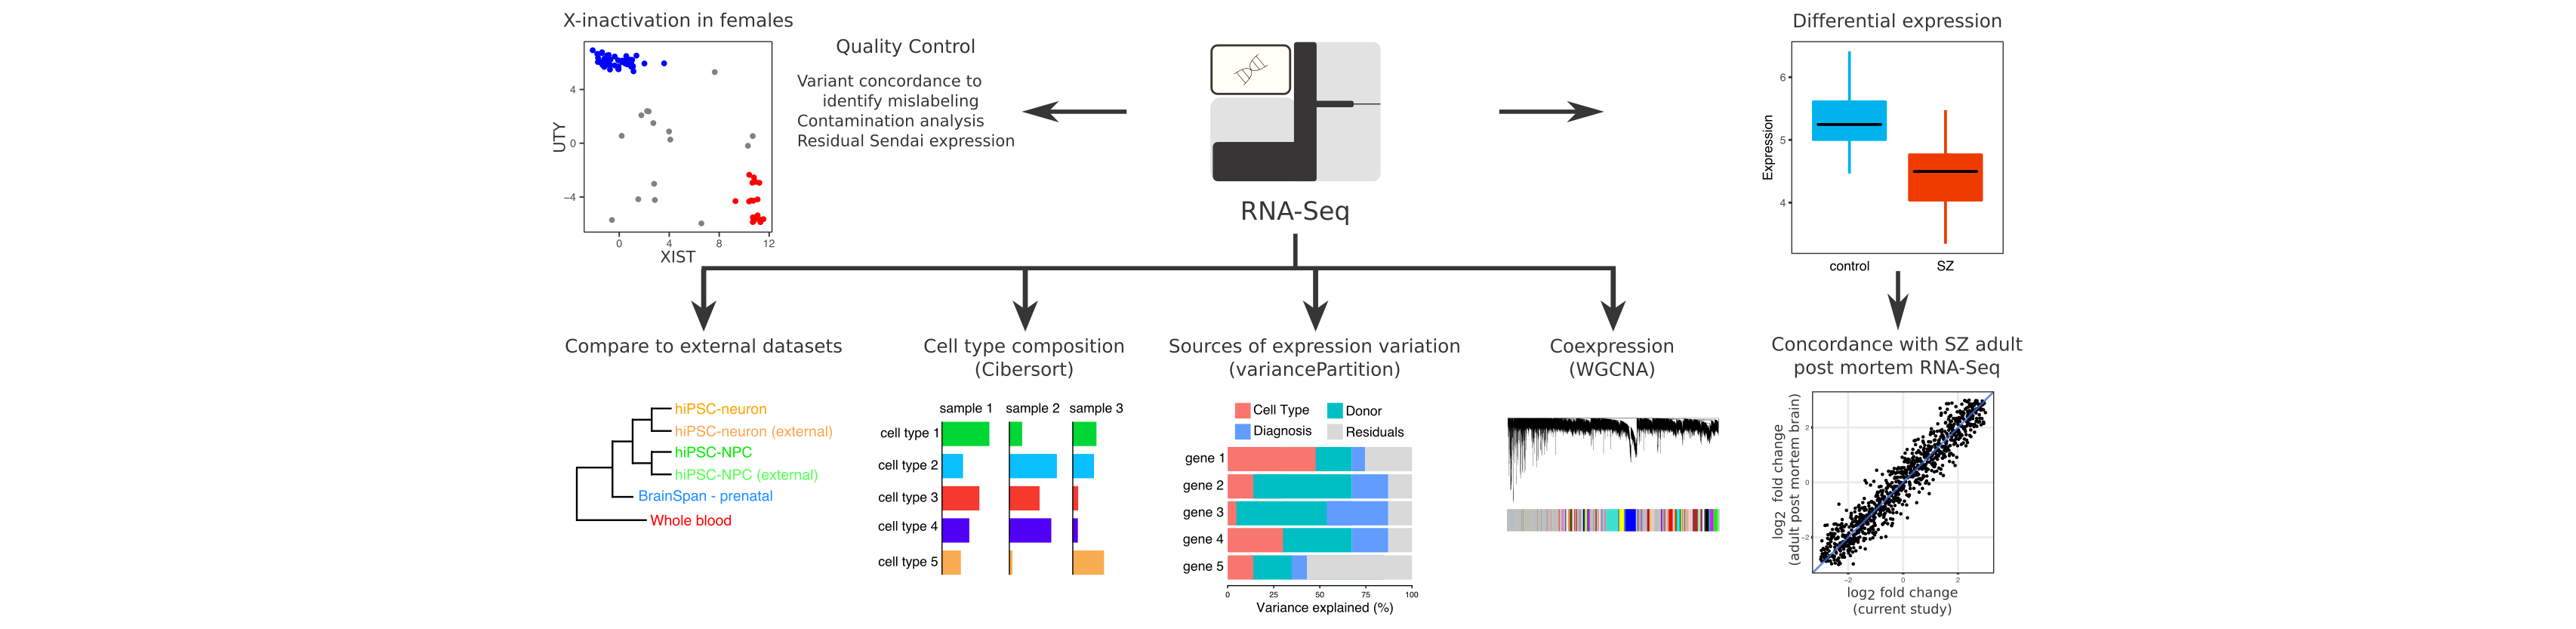 X-inactivation in females
UTY
4
0
−4
0
4
8
12
XIST
Quality Control
Variant concordance to
identify mislabeling
Contamination analysis
Residual Sendai expression
RNA-Seq
Differential expression
Expression
6
5
4
control
SZ
Compare to external datasets
hiPSC-neuron
hiPSC-neuron (external)
hiPSC-NPC
hiPSC-NPC (external)
BrainSpan - prenatal
Whole blood
Cell type composition
(Cibersort)
sample 1
sample 2
sample 3
cell type 1
cell type 2
cell type 3
cell type 4
cell type 5
Sources of expression variation
(variancePartition)
Cell Type
Donor
Diagnosis
Residuals
gene 1
gene 2
gene 3
gene 4
gene 5
0
25
50
75
100
Variance explained (%)
Coexpression
(WGCNA)
Concordance with SZ adult
post mortem RNA-Seq
log2 fold change
(adult post mortem brain)
2
0
−2
−2
0
2
log2 fold change
(current study)